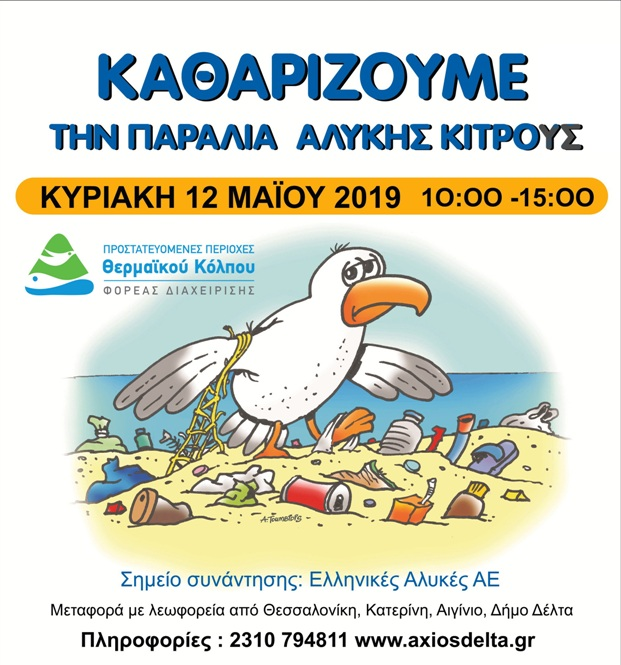 ΚΑΘΑΡΙΖΟΥΜΕ
ΤΗΝ ΠΑΡΑΛΙΑ ΑΛΥΚΗΣ ΚΙΤΡΟΥΣ
ΚΥΡΙΑΚΗ 12 ΜΑΪΟΥ 2019 10:00 -15:00
ΠΡΟΣΤΑΤΕΥΟΜΕΝΕΣ ΠΕΡΙΟΧΕΣ
Θερμαϊκού Κόλπου
ΦΟΡΕΑΣ ΔΙΑΧΕΙΡΙΣΗΣ
Σημείο συνάντησης: Ελληνικές Αλυκές ΑΕ
Μεταφορά με λεωφορεία από Θεσσαλονίκη, Κατερίνη, Αιγίνιο, Δήμο Δέλτα
Πληροφορίες : 2310 794811 www.axiosdelta.gr